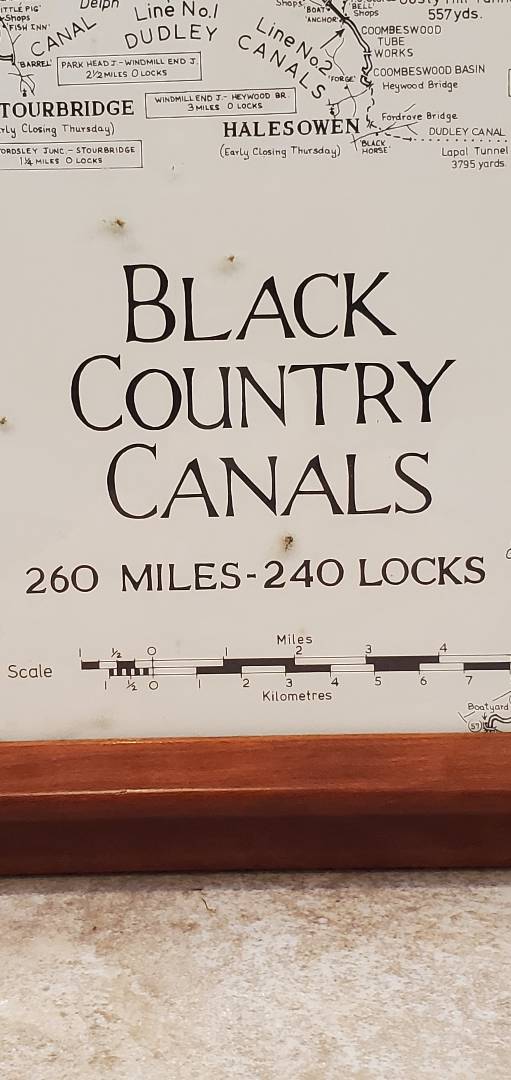 Delph
Line No.1
DUDLEY
CANAL
Shops
'FISH INN'
'BARREL'
PARK HEAD J.-WINDMILL END J.
2½ MILES 0 LOCKS
WINDMILL END J.- HEYWOOD BR.
3 MILES 0 LOCKS
STOURBRIDGE
(Early Closing Thursday)
STOURBRIDGE
1¼ MILES 0 LOCKS
Shops
'BOAT'
'ANCHOR'
'BELL'
Shops
557yds.
Line No.2
CANALS
'FORGE'
COOMBESWOOD
TUBE
WORKS
COOMBESWOOD BASIN
Heywood Bridge
HALESOWEN
(Early Closing Thursday)
'BLACK
HORSE'
Fordrove Bridge
DUDLEY CANAL
Lapal Tunnel
3795 yards.
BLACK
COUNTRY
CANALS
260 MILES-240 LOCKS
Scale
Miles
1 ½ 0 1 2 3 4
1 ½ 0 1 2 3 4 5 6 7
Kilometres
Boatyard
57